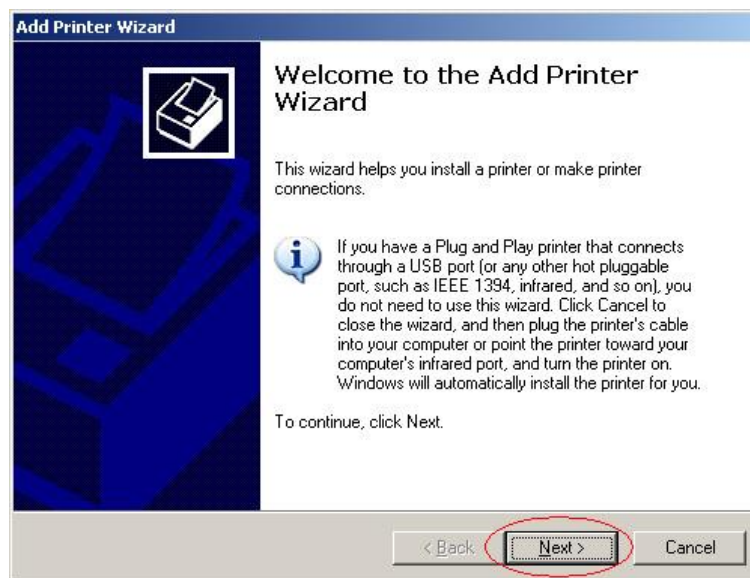 Add Printer Wizard
Welcome to the Add Printer
Wizard
This wizard helps you install a printer or make printer
connections.
If you have a Plug and Play printer that connects
through a USB port (or any other hot pluggable
port, such as IEEE 1394, infrared, and so on), you
do not need to use this wizard. Click Cancel to
close the wizard, and then plug the printer's cable
into your computer or point the printer toward your
computer's infrared port, and turn the printer on.
Windows will automatically install the printer for you.
To continue, click Next.
< Back Next > Cancel